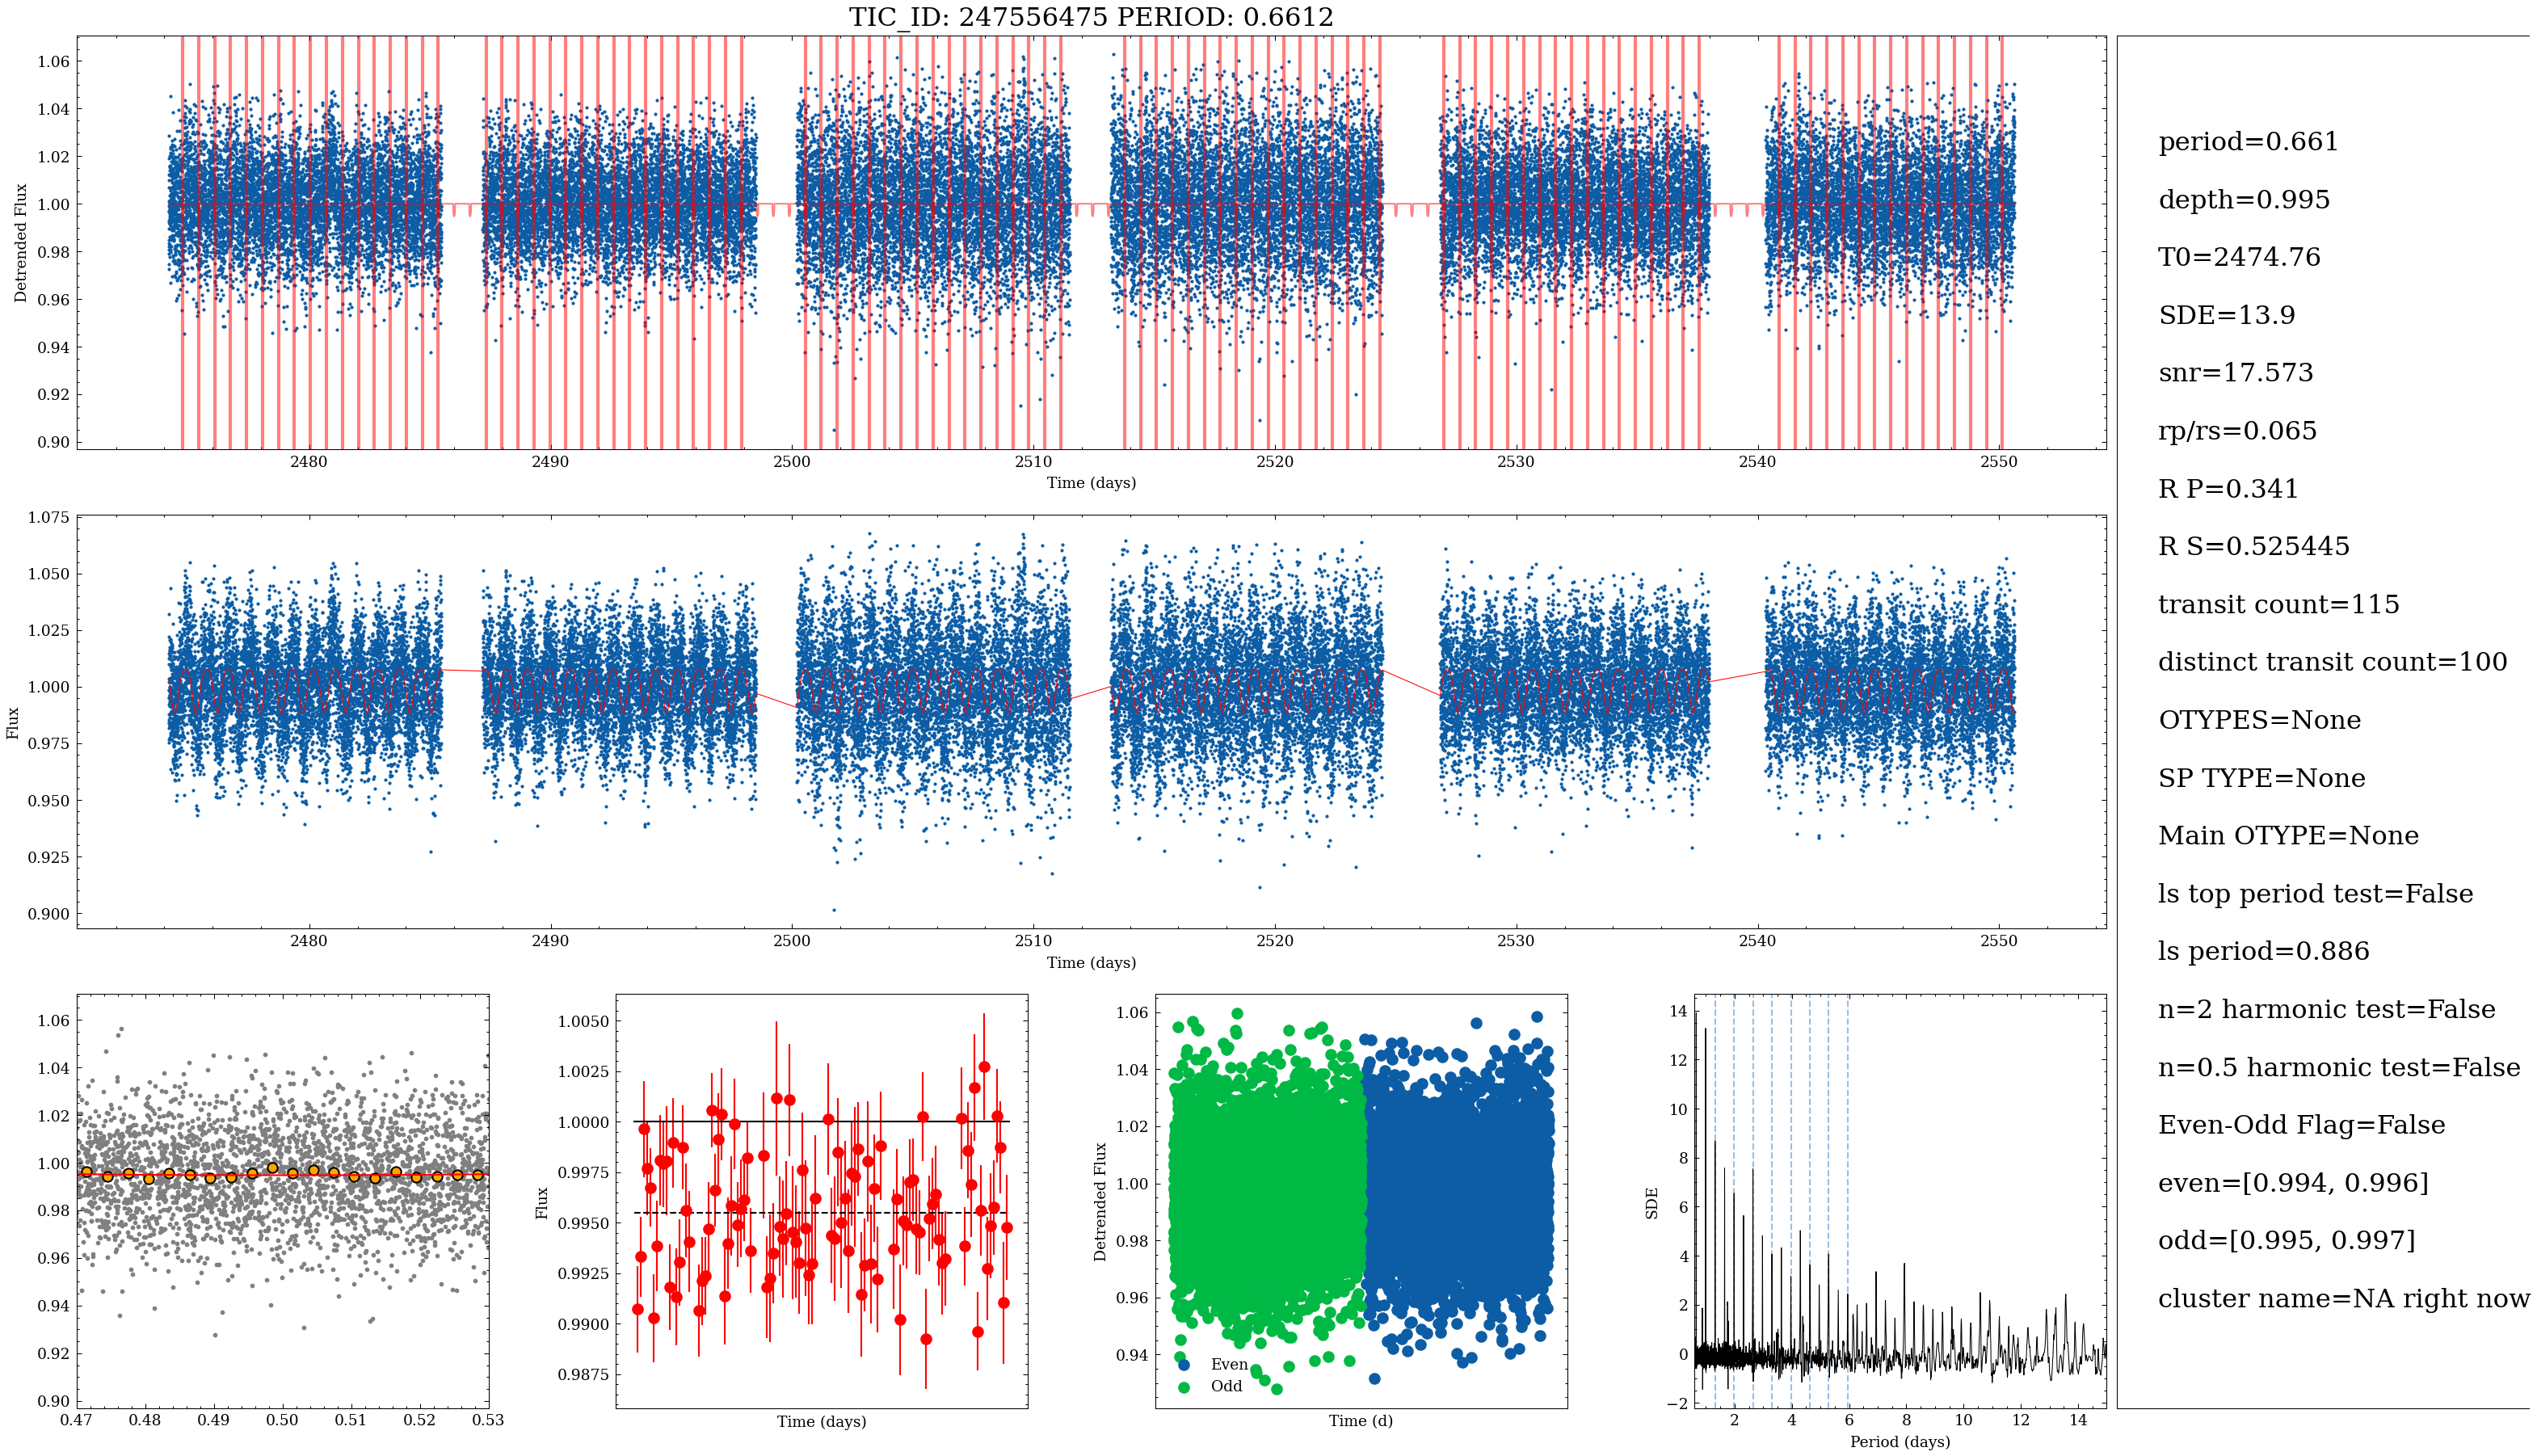 TIC_ID: 247556475 PERIOD: 0.6612
1.06
1.04
1.02
1.00
0.98
0.96
0.94
0.92
0.90
Detrended Flux
2480
2490
2500
2510
2520
2530
2540
2550
Time (days)
1.075
1.050
1.025
1.000
0.975
0.950
0.925
0.900
Flux
2480
2490
2500
2510
2520
2530
2540
2550
Time (days)
1.06
1.04
1.02
1.00
0.98
0.96
0.94
0.92
0.90
0.47
0.48
0.49
0.50
0.51
0.52
0.53
1.0050
1.0025
1.0000
0.9975
0.9950
0.9925
0.9900
0.9875
Flux
Time (days)
1.06
1.04
1.02
1.00
0.98
0.96
0.94
Detrended Flux
Even
Odd
Time (d)
14
12
10
8
6
4
2
0
−2
SDE
2
4
6
8
10
12
14
Period (days)
period=0.661
depth=0.995
T0=2474.76
SDE=13.9
snr=17.573
rp/rs=0.065
R P=0.341
R S=0.525445
transit count=115
distinct transit count=100
OTYPES=None
SP TYPE=None
Main OTYPE=None
ls top period test=False
ls period=0.886
n=2 harmonic test=False
n=0.5 harmonic test=False
Even-Odd Flag=False
even=[0.994, 0.996]
odd=[0.995, 0.997]
cluster name=NA right now